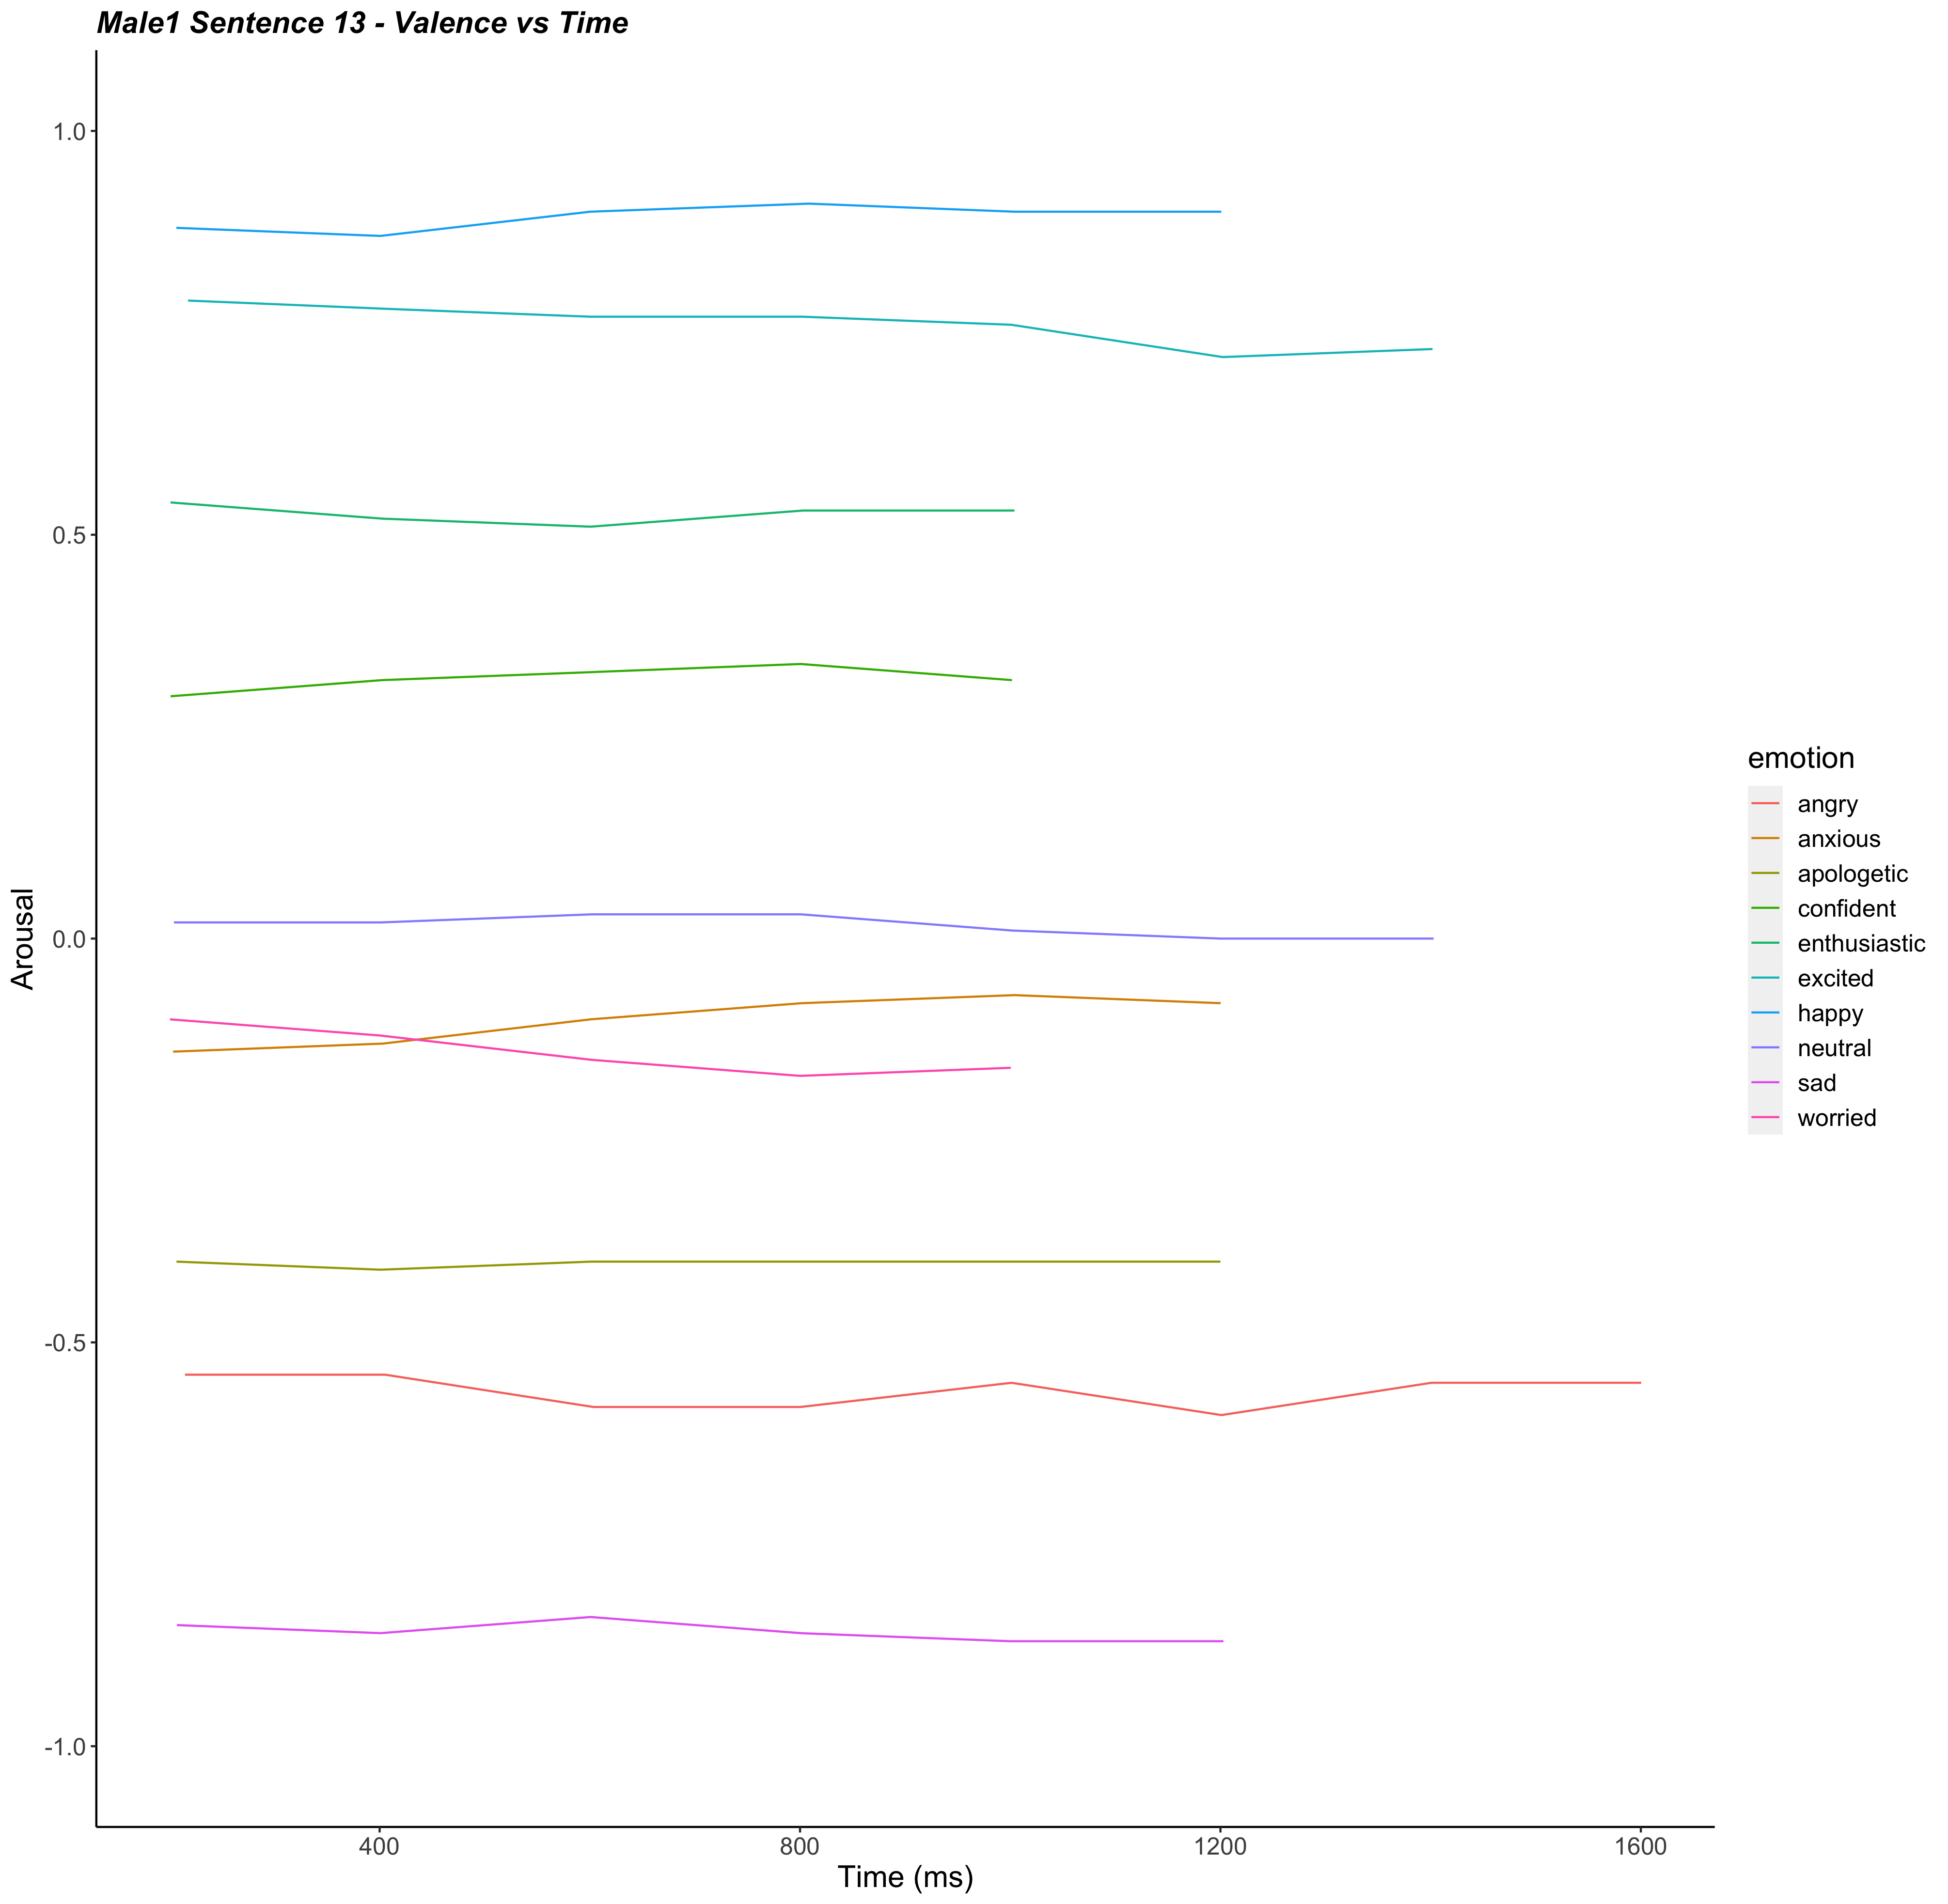 Male1 Sentence 13 - Valence vs Time
1.0
0.5
0.0
-0.5
-1.0
Arousal
400 800 1200 1600
Time (ms)
emotion
angry
anxious
apologetic
confident
enthusiastic
excited
happy
neutral
sad
worried